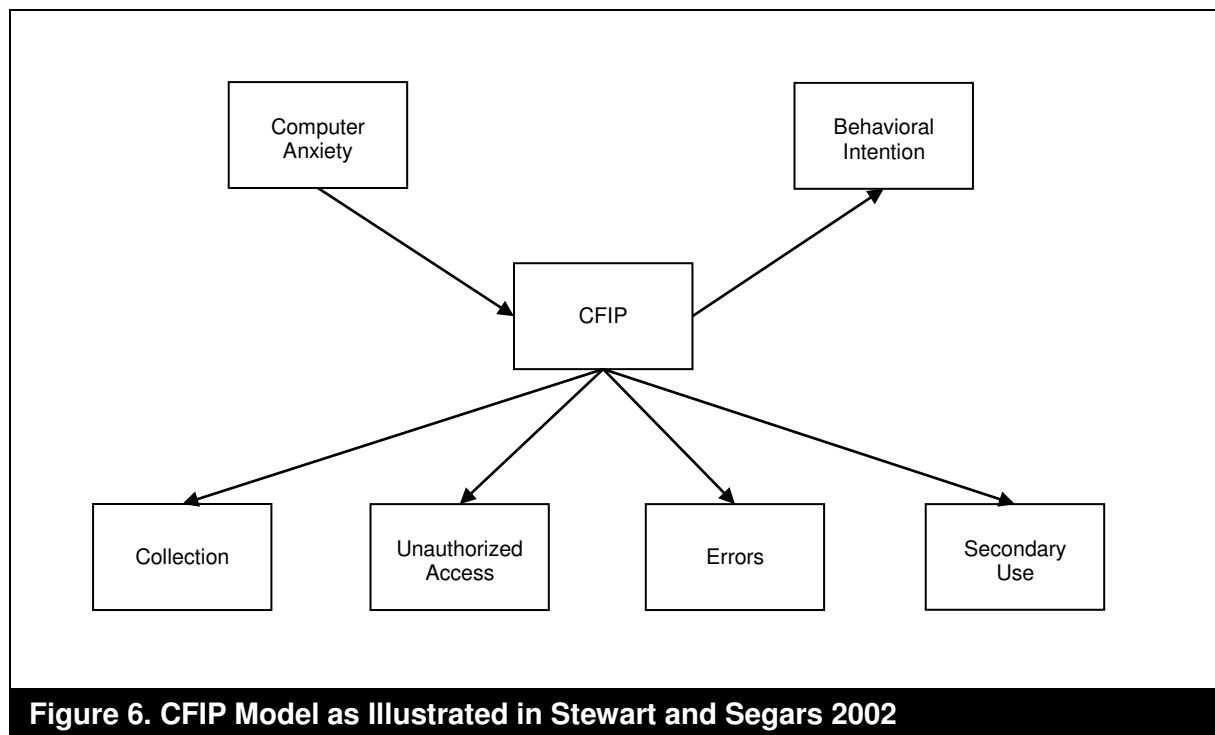 Computer
Anxiety
Behavioral
Intention
CFIP
Collection
Unauthorized
Access
Errors
Secondary
Use
Figure 6. CFIP Model as Illustrated in Stewart and Segars 2002